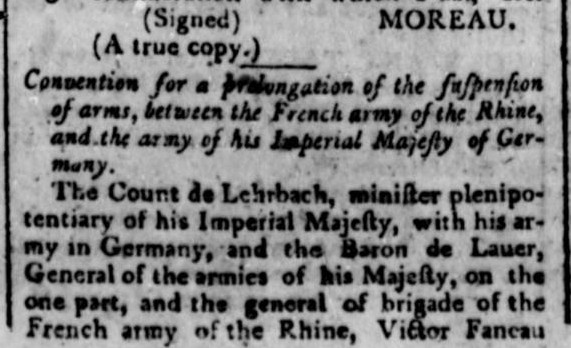 (Signed) MOREAU.
(A true copy.)
Convention for a prolongation of the ſuſpenſion
of arms, between the French army of the Rhine,
and the army of his Imperial Majeſty of Ger-
many.
The Count de Lehrbach, miniſter plenipo-
tentiary of his Imperial Majeſty, with his ar-
my in Germany, and the Baron de Lauer,
General of the armies of his Majeſty, on the
one part, and the general of brigade of the
French army of the Rhine, Victor Faneau